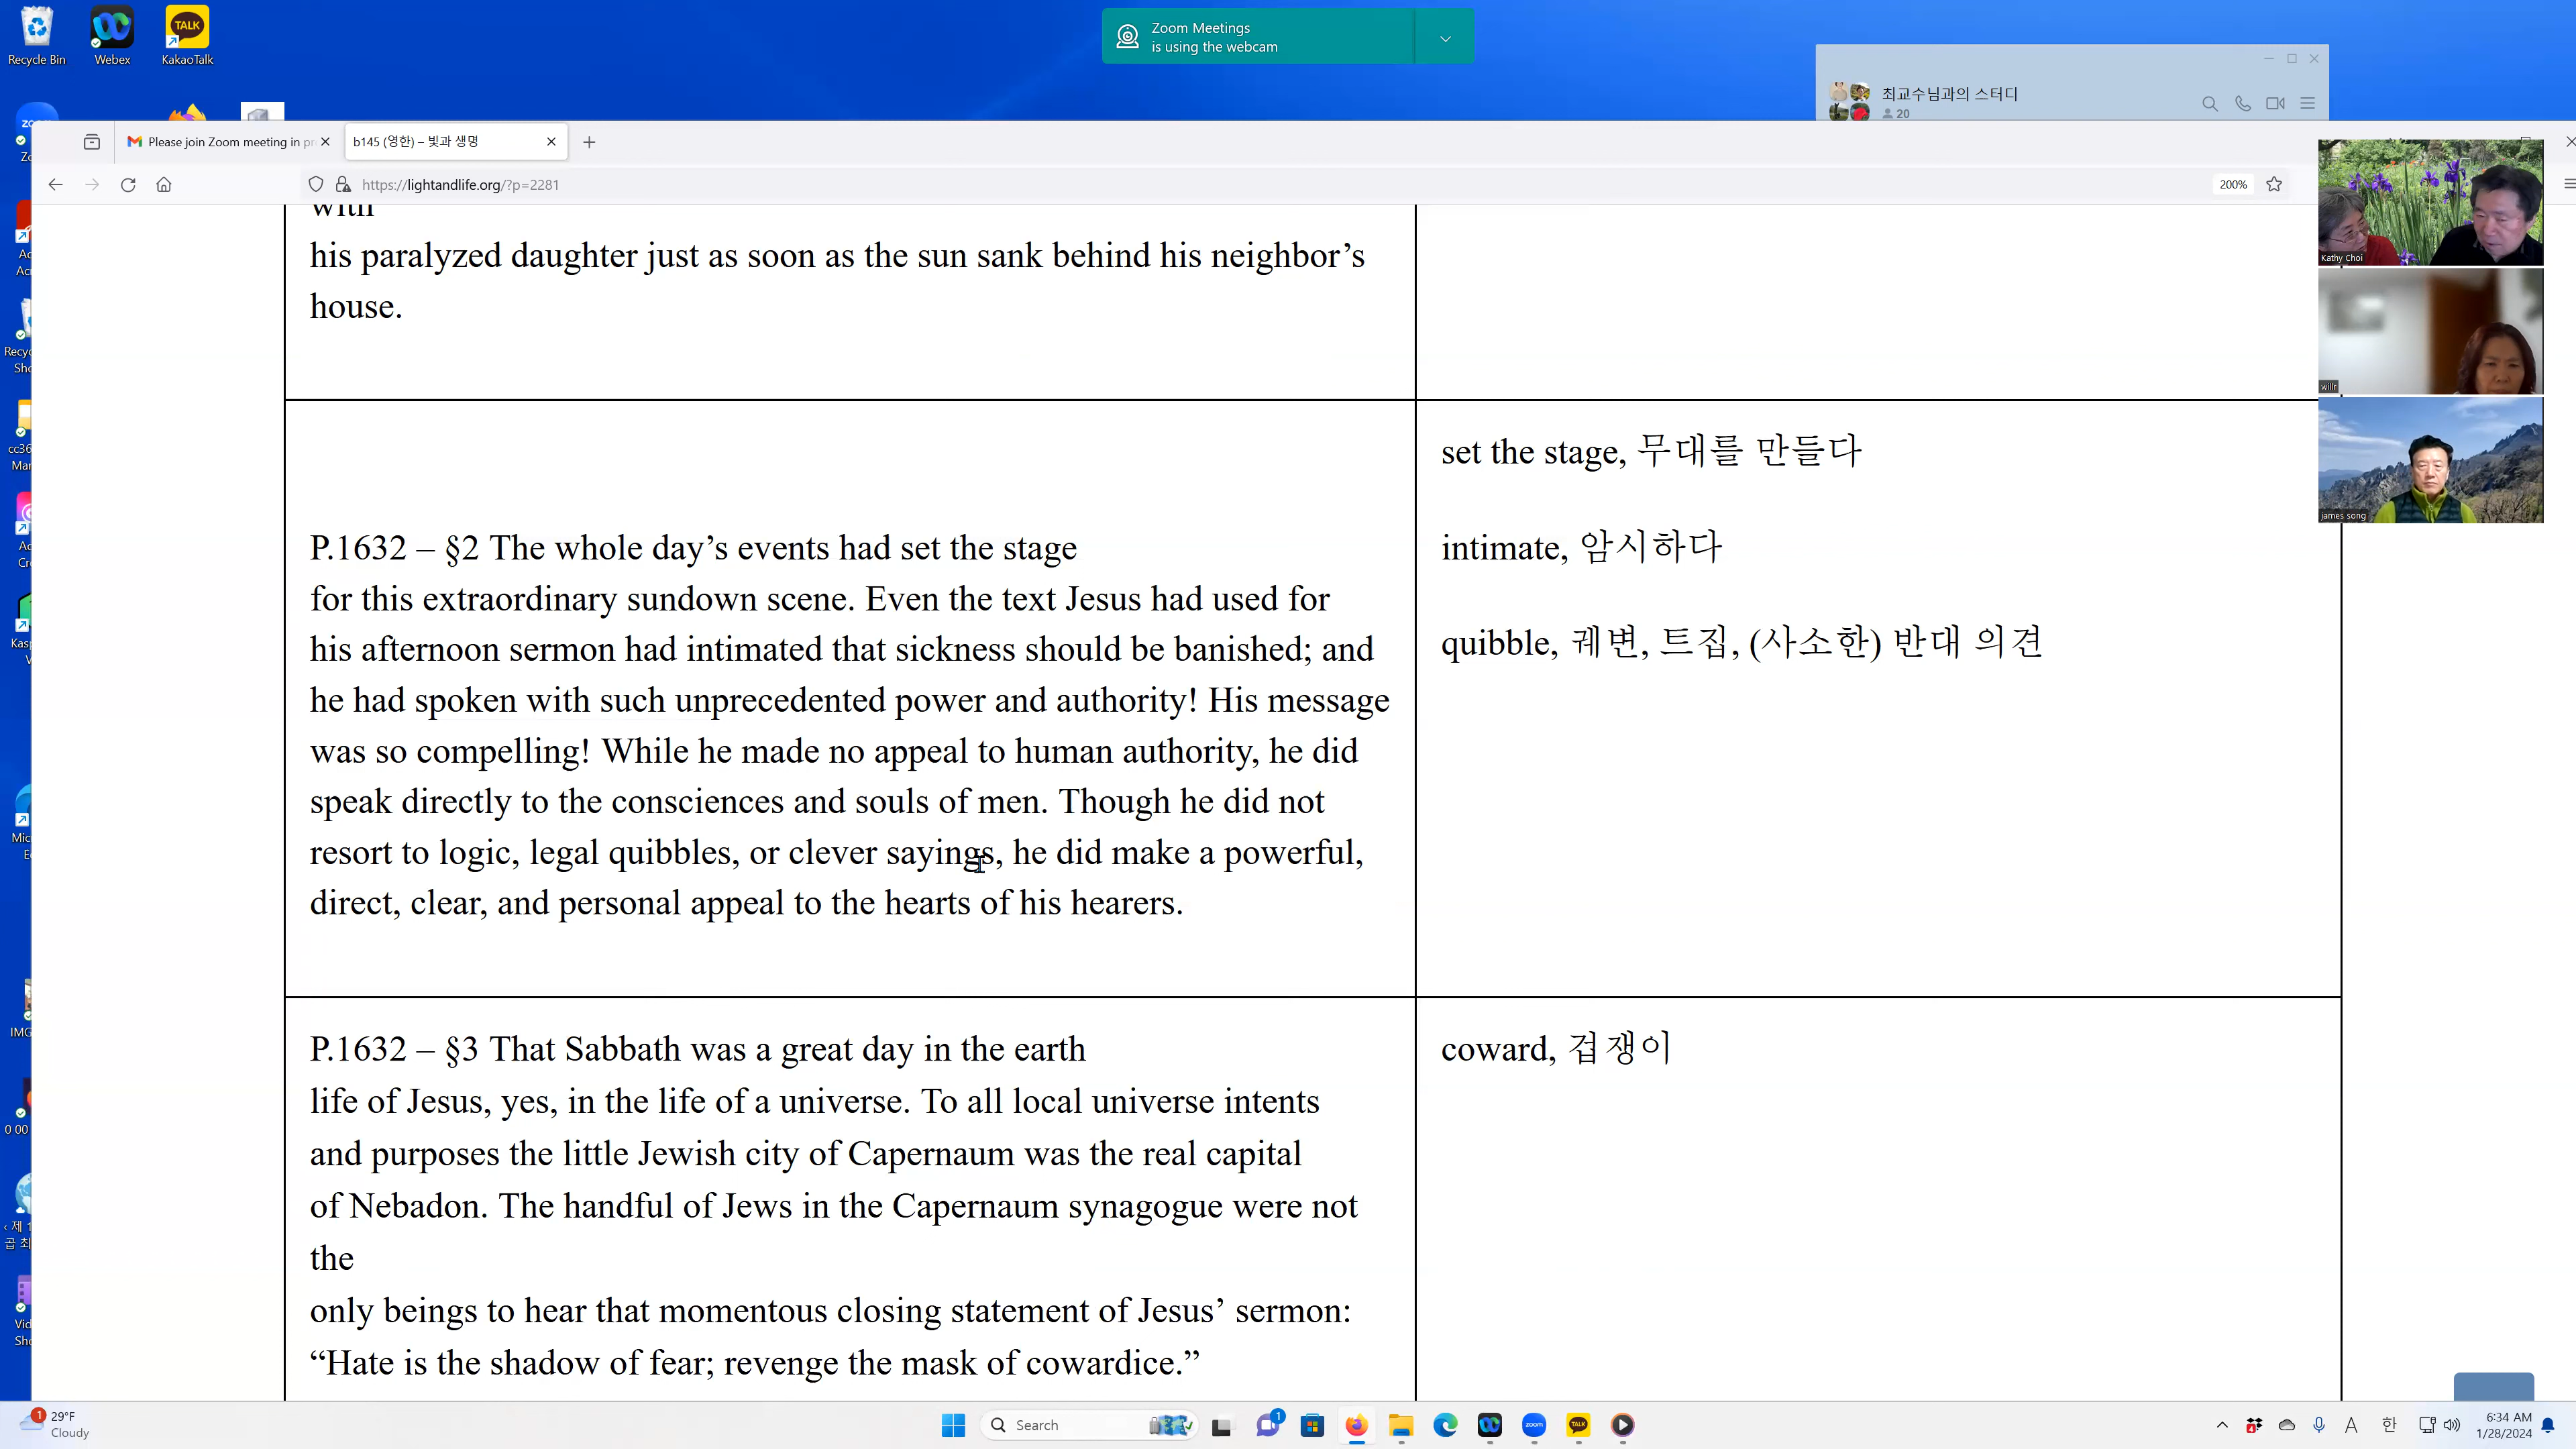 Recycle Bin
Webex
KakaoTalk
Zoom Meetings
is using the webcam
최교수님과의 스터디
20
Please join Zoom meeting in pr
b145 (영한) – 빛과 생명
https://lightandlife.org/?p=2281
200%
with
his paralyzed daughter just as soon as the sun sank behind his neighbor’s
house.
P.1632 – §2 The whole day’s events had set the stage
for this extraordinary sundown scene. Even the text Jesus had used for
his afternoon sermon had intimated that sickness should be banished; and
he had spoken with such unprecedented power and authority! His message
was so compelling! While he made no appeal to human authority, he did
speak directly to the consciences and souls of men. Though he did not
resort to logic, legal quibbles, or clever sayings, he did make a powerful,
direct, clear, and personal appeal to the hearts of his hearers.
set the stage, 무대를 만들다
intimate, 암시하다
quibble, 궤변, 트집, (사소한) 반대 의견
P.1632 – §3 That Sabbath was a great day in the earth
life of Jesus, yes, in the life of a universe. To all local universe intents
and purposes the little Jewish city of Capernaum was the real capital
of Nebadon. The handful of Jews in the Capernaum synagogue were not
the
only beings to hear that momentous closing statement of Jesus’ sermon:
“Hate is the shadow of fear; revenge the mask of cowardice.”
coward, 겁쟁이
Kathy Choi
willr
james song
1
29°F
Cloudy
Search
1
zoom
TALK
A
한
6:34 AM
1/28/2024